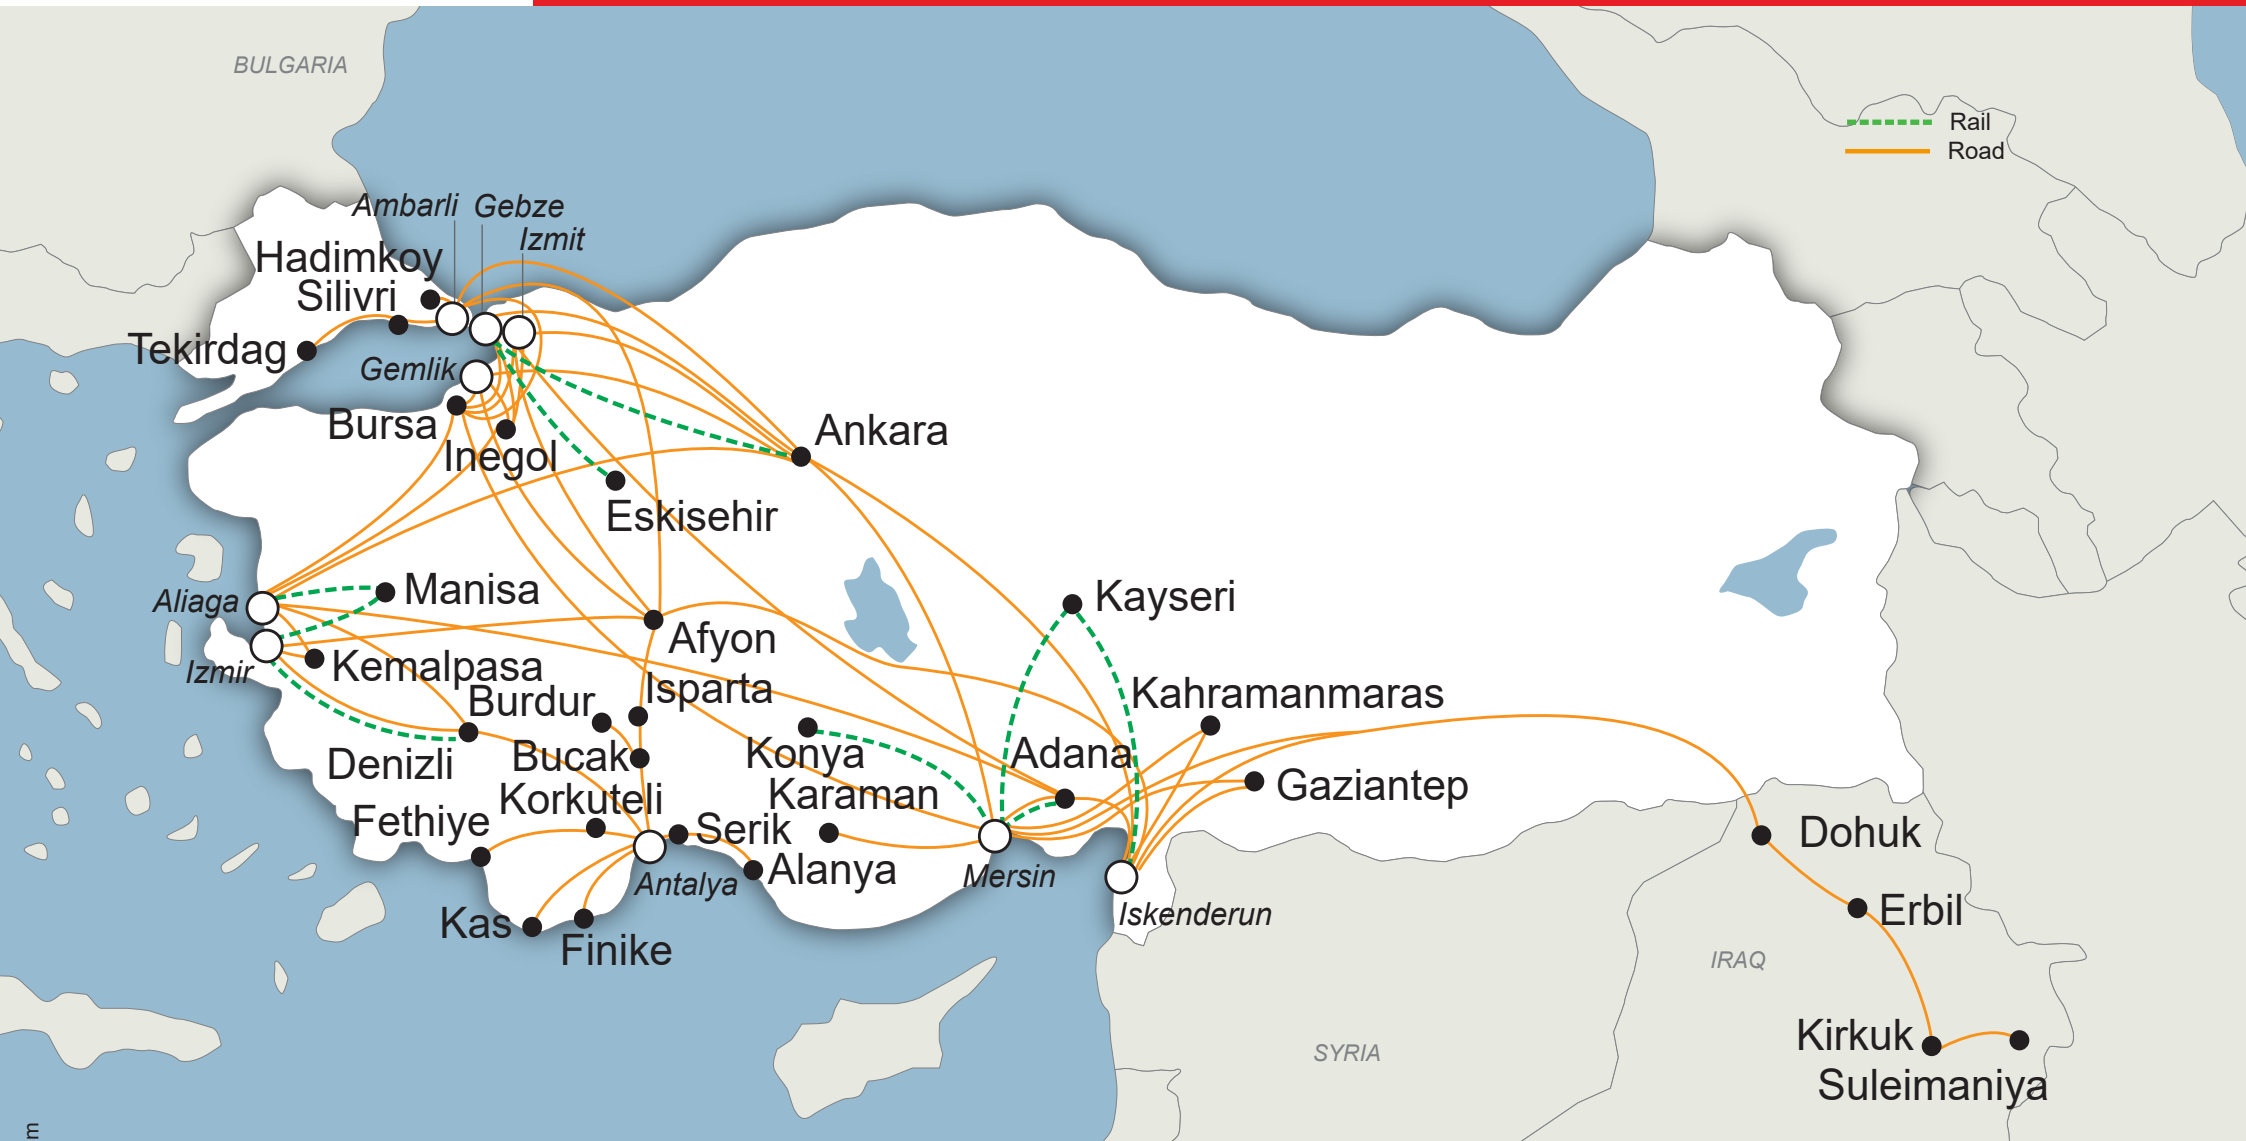 BULGARIA
Rail
Road
Ambarli
Gebze
Izmit
Hadimkoy
Silivri
Tekirdag
Gemlik
Bursa
Inegol
Ankara
Eskisehir
Manisa
Aliaga
Kayseri
Afyon
Izmir
Kemalpasa
Isparta
Burdur
Kahramanmaras
Denizli
Bucak
Konya
Adana
Gaziantep
Korkuteli
Karaman
Fethiye
Serik
Dohuk
Alanya
Antalya
Mersin
Kas
Iskenderun
Erbil
Finike
IRAQ
Kirkuk
SYRIA
Suleimaniya
m